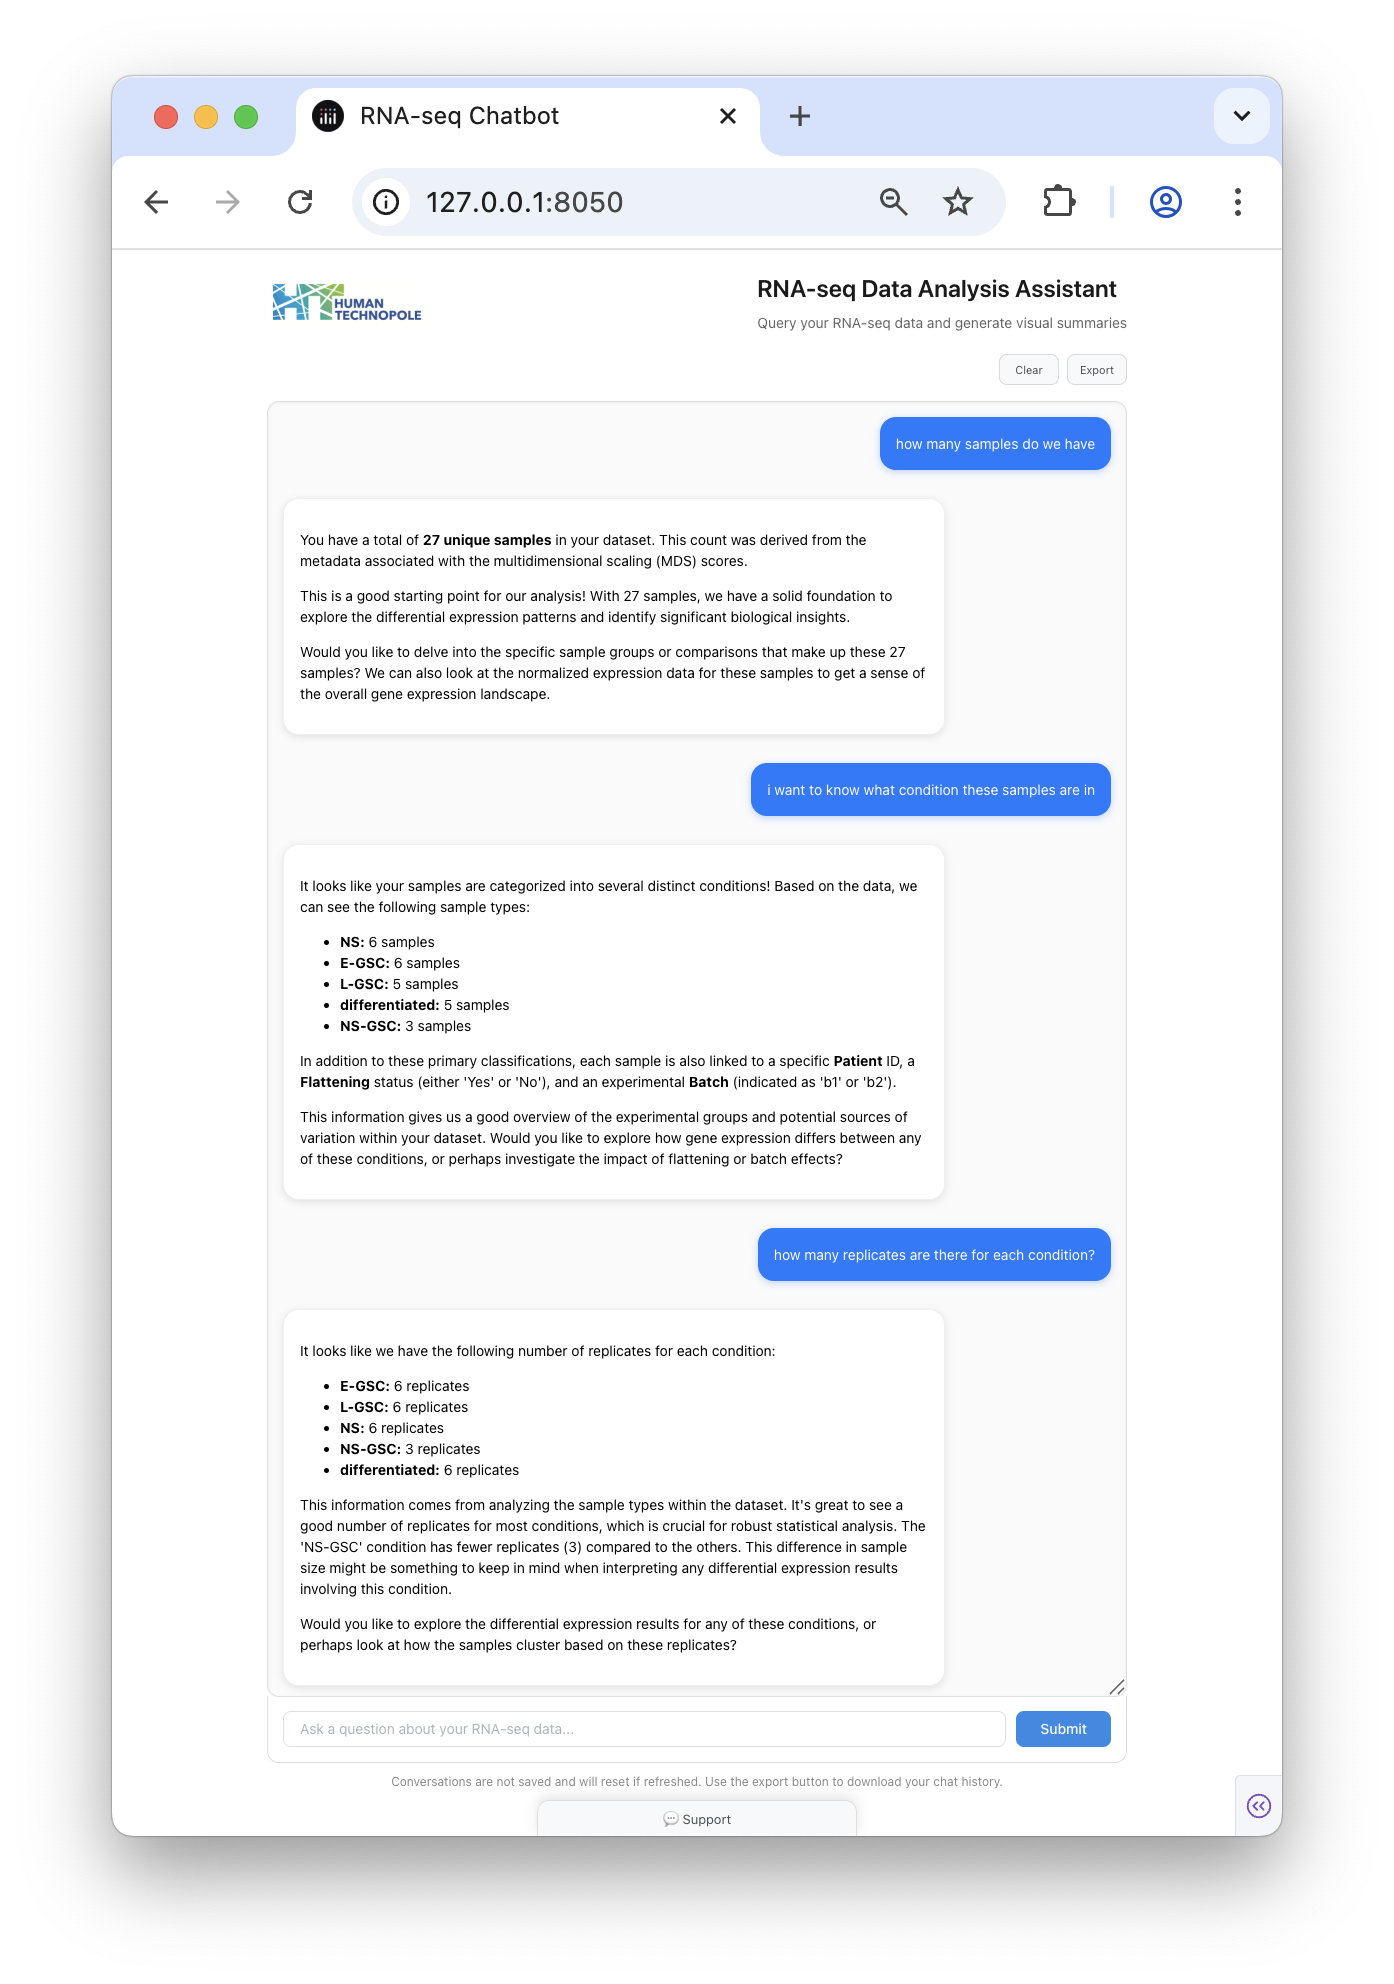 RNA-seq Chatbot
127.0.0.1:8050
HUMAN
TECHNOPOLE
RNA-seq Data Analysis Assistant
Query your RNA-seq data and generate visual summaries
Clear
Export
how many samples do we have
You have a total of 27 unique samples in your dataset. This count was derived from the
metadata associated with the multidimensional scaling (MDS) scores.
This is a good starting point for our analysis! With 27 samples, we have a solid foundation to
explore the differential expression patterns and identify significant biological insights.
Would you like to delve into the specific sample groups or comparisons that make up these 27
samples? We can also look at the normalized expression data for these samples to get a sense of
the overall gene expression landscape.
i want to know what condition these samples are in
It looks like your samples are categorized into several distinct conditions! Based on the data, we
can see the following sample types:
• NS: 6 samples
• E-GSC: 6 samples
• L-GSC: 5 samples
• differentiated: 5 samples
• NS-GSC: 3 samples
In addition to these primary classifications, each sample is also linked to a specific Patient ID, a
Flattening status (either 'Yes' or 'No'), and an experimental Batch (indicated as 'b1' or 'b2').
This information gives us a good overview of the experimental groups and potential sources of
variation within your dataset. Would you like to explore how gene expression differs between any
of these conditions, or perhaps investigate the impact of flattening or batch effects?
how many replicates are there for each condition?
It looks like we have the following number of replicates for each condition:
• E-GSC: 6 replicates
• L-GSC: 6 replicates
• NS: 6 replicates
• NS-GSC: 3 replicates
• differentiated: 6 replicates
This information comes from analyzing the sample types within the dataset. It's great to see a
good number of replicates for most conditions, which is crucial for robust statistical analysis. The
'NS-GSC' condition has fewer replicates (3) compared to the others. This difference in sample
size might be something to keep in mind when interpreting any differential expression results
involving this condition.
Would you like to explore the differential expression results for any of these conditions, or
perhaps look at how the samples cluster based on these replicates?
Ask a question about your RNA-seq data...
Submit
Conversations are not saved and will reset if refreshed. Use the export button to download your chat history.
Support